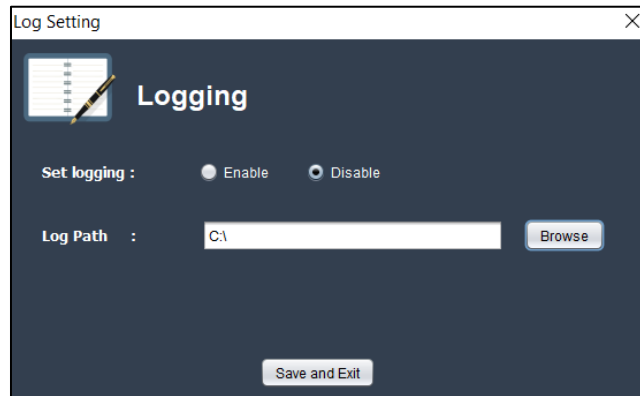 Log Setting
Logging
Set logging : Enable Disable
Log Path : C:\ Browse
Save and Exit